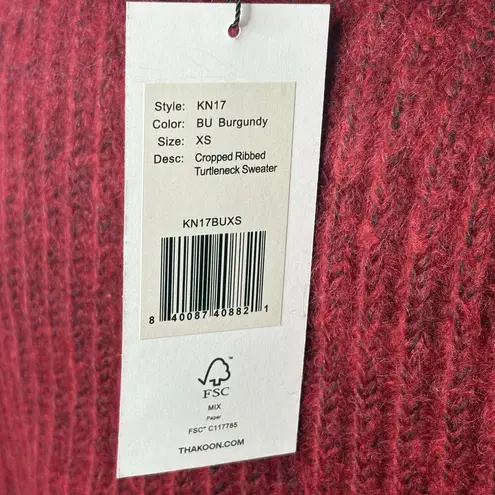 Style: KN17
Color: BU Burgundy
Size: XS
Desc: Cropped Ribbed
Turtleneck Sweater
KN17BUXS
8 40087 40882 1
FSC™
MIX
Paper
FSC® C117785
THAKOON.COM